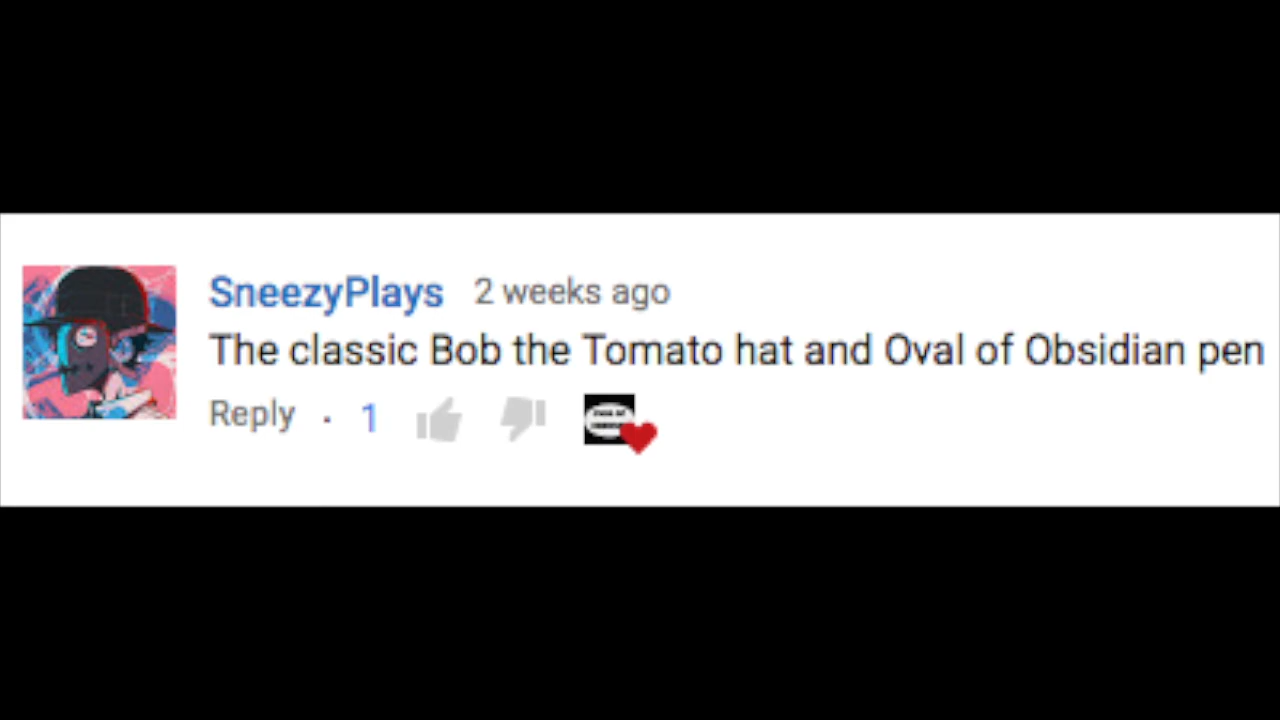 SneezyPlays 2 weeks ago
The classic Bob the Tomato hat and Oval of Obsidian pen
Reply · 1